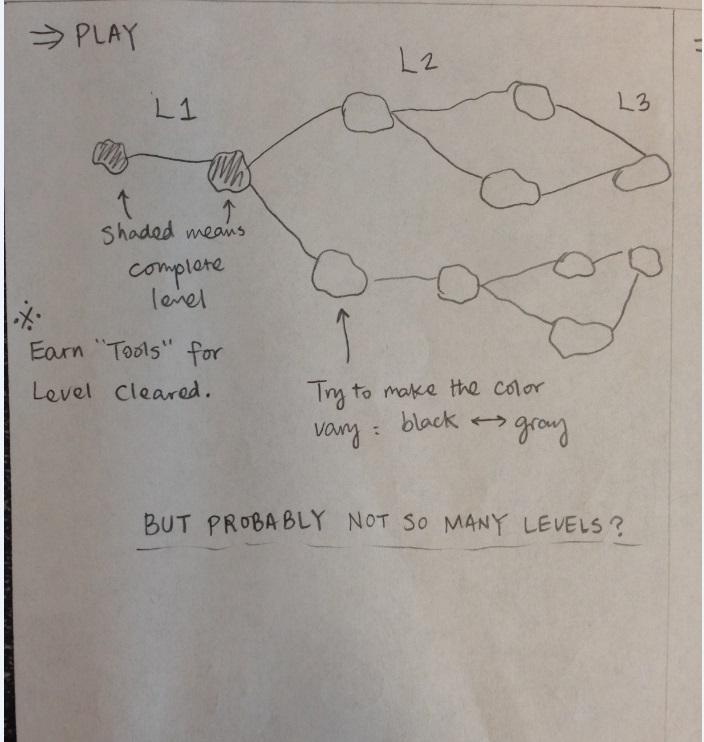 ⇒ PLAY
L1
L2
L3
Shaded means
complete
level
※
Earn "Tools" for
Level Cleared.
Try to make the color
vary : black ↔ gray
BUT PROBABLY NOT SO MANY LEVELS?